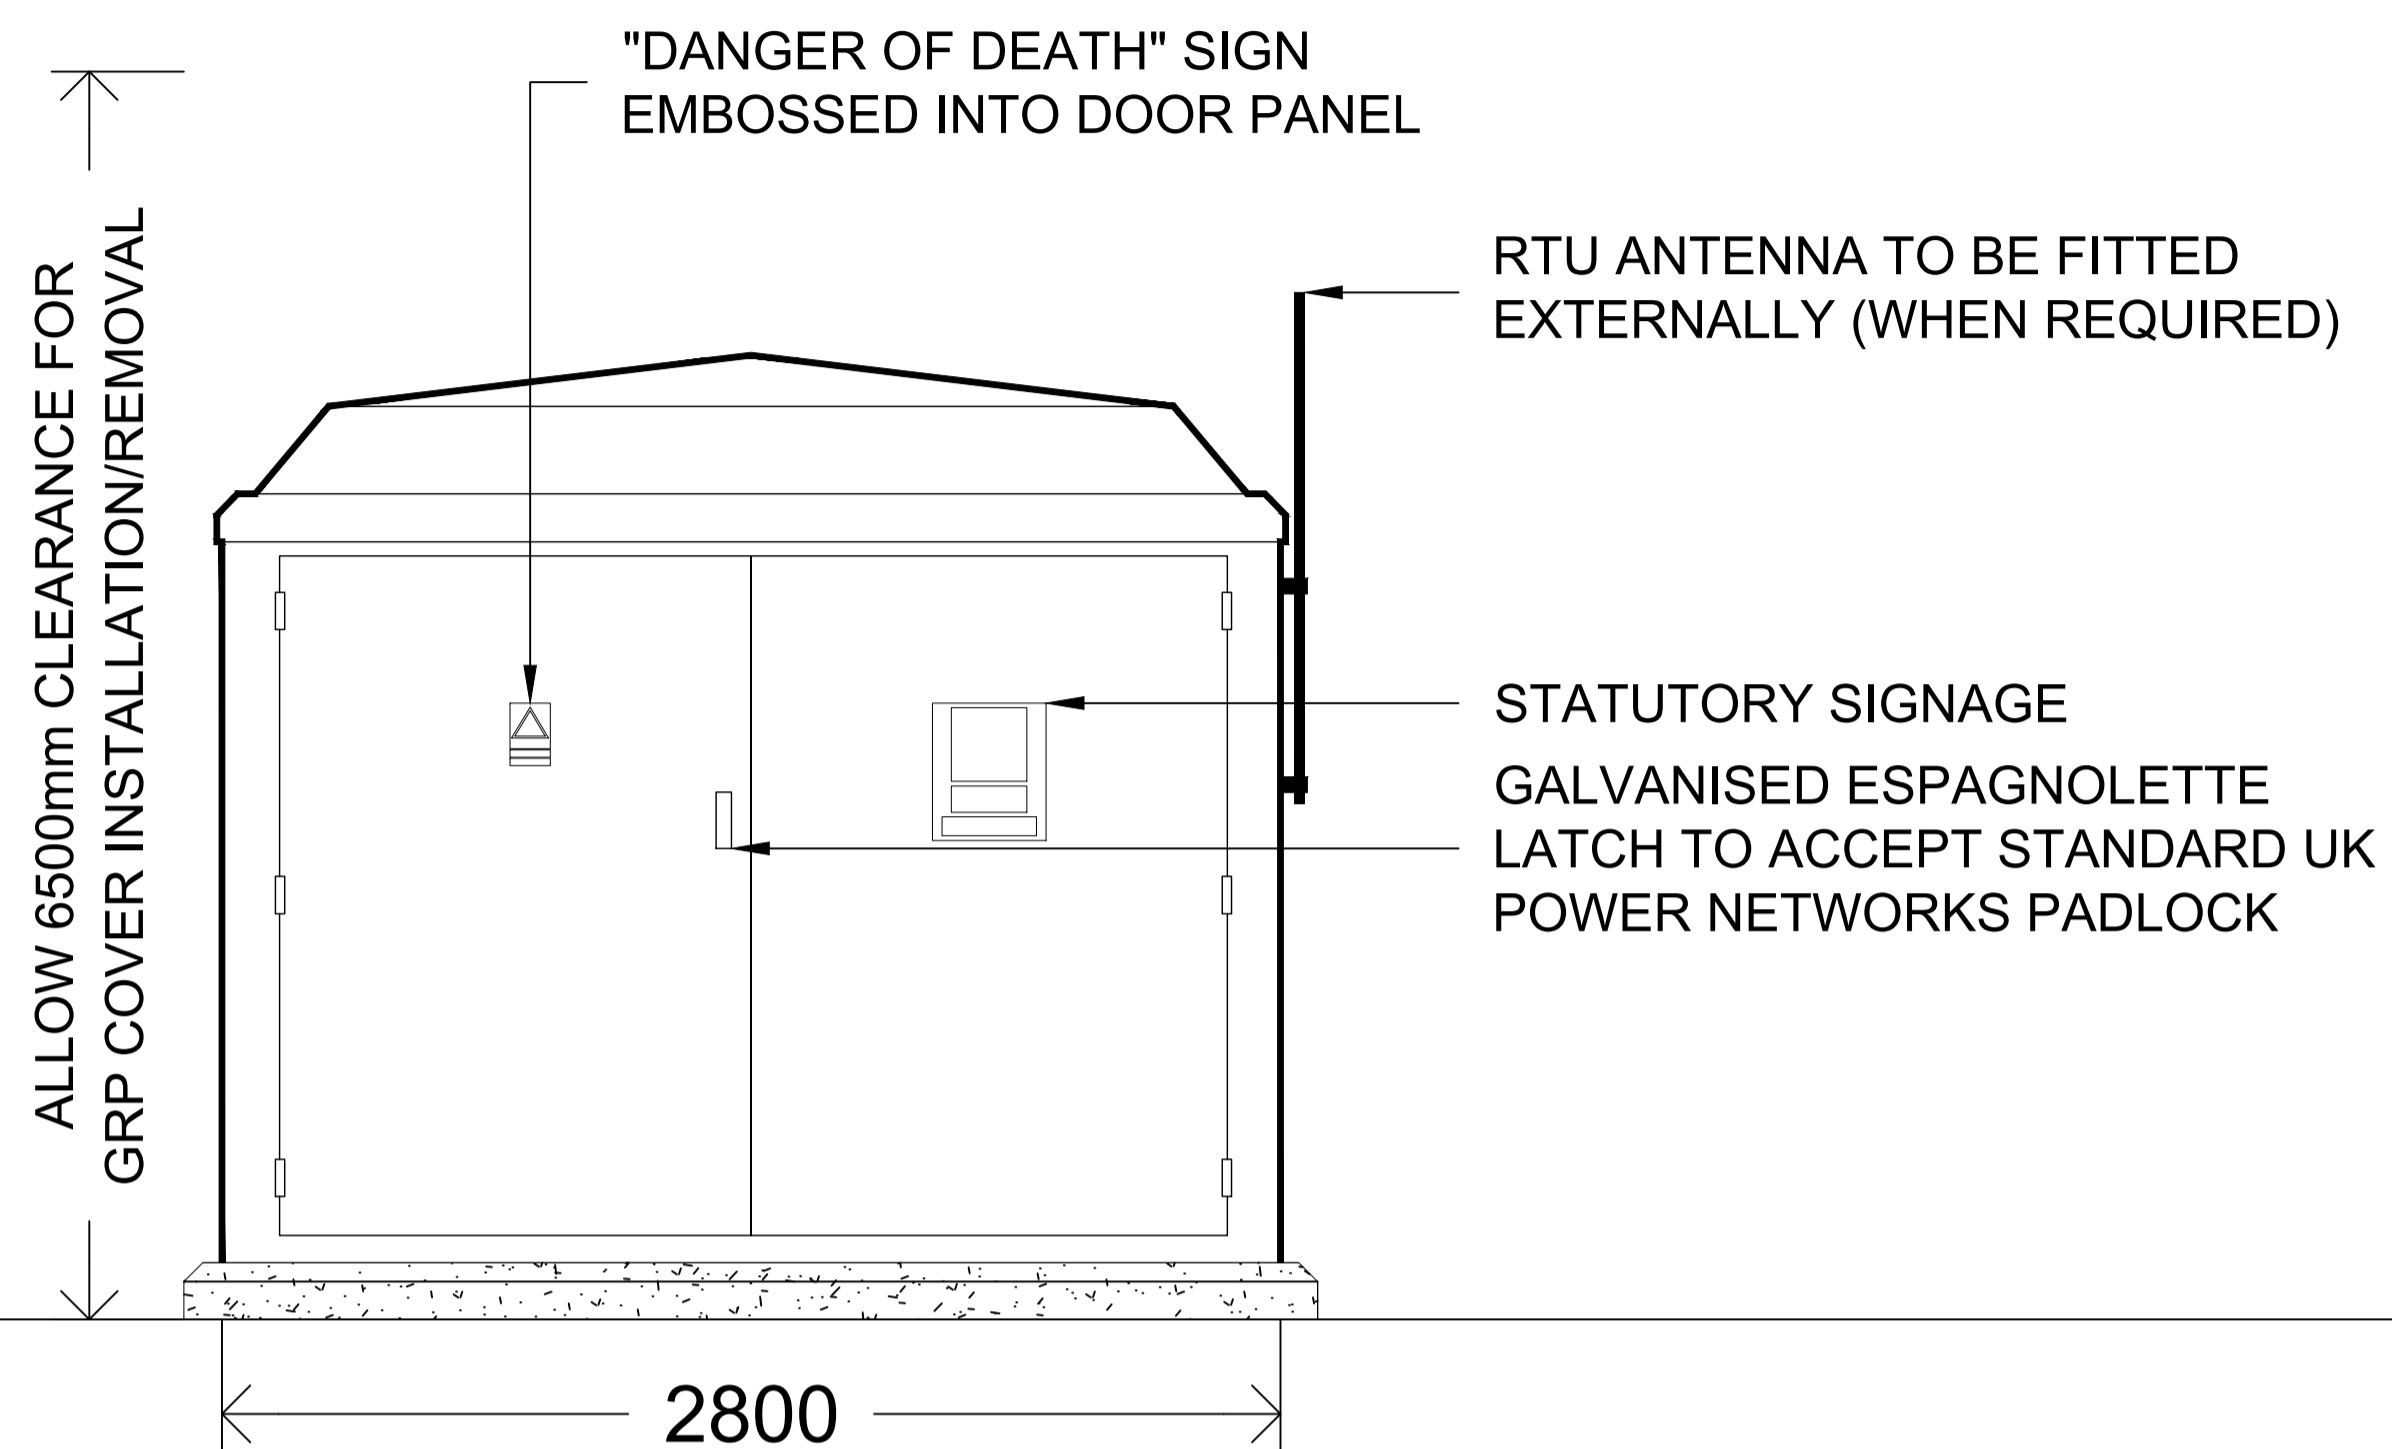 "DANGER OF DEATH" SIGN
EMBOSSED INTO DOOR PANEL
ALLOW 6500mm CLEARANCE FOR
GRP COVER INSTALLATION/REMOVAL
RTU ANTENNA TO BE FITTED
EXTERNALLY (WHEN REQUIRED)
STATUTORY SIGNAGE
GALVANISED ESPAGNOLETTE
LATCH TO ACCEPT STANDARD UK
POWER NETWORKS PADLOCK
2800